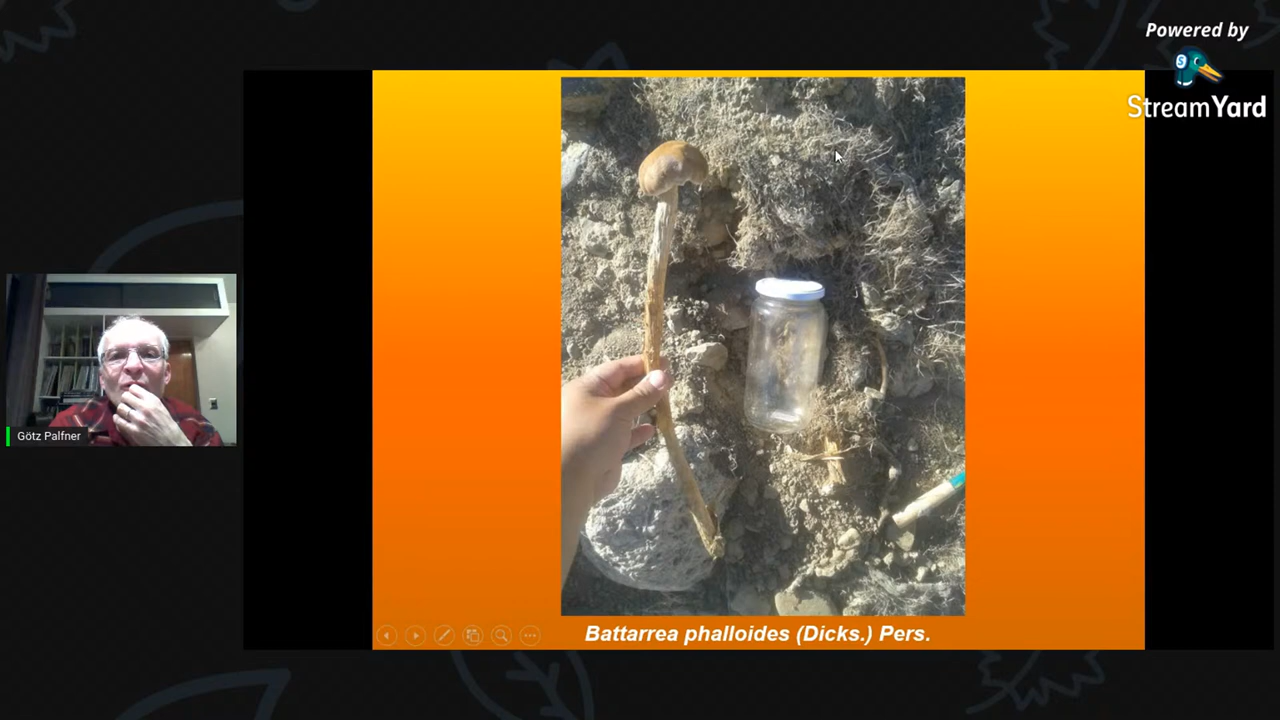 Powered by
StreamYard
Götz Palfner
Battarrea phalloides (Dicks.) Pers.